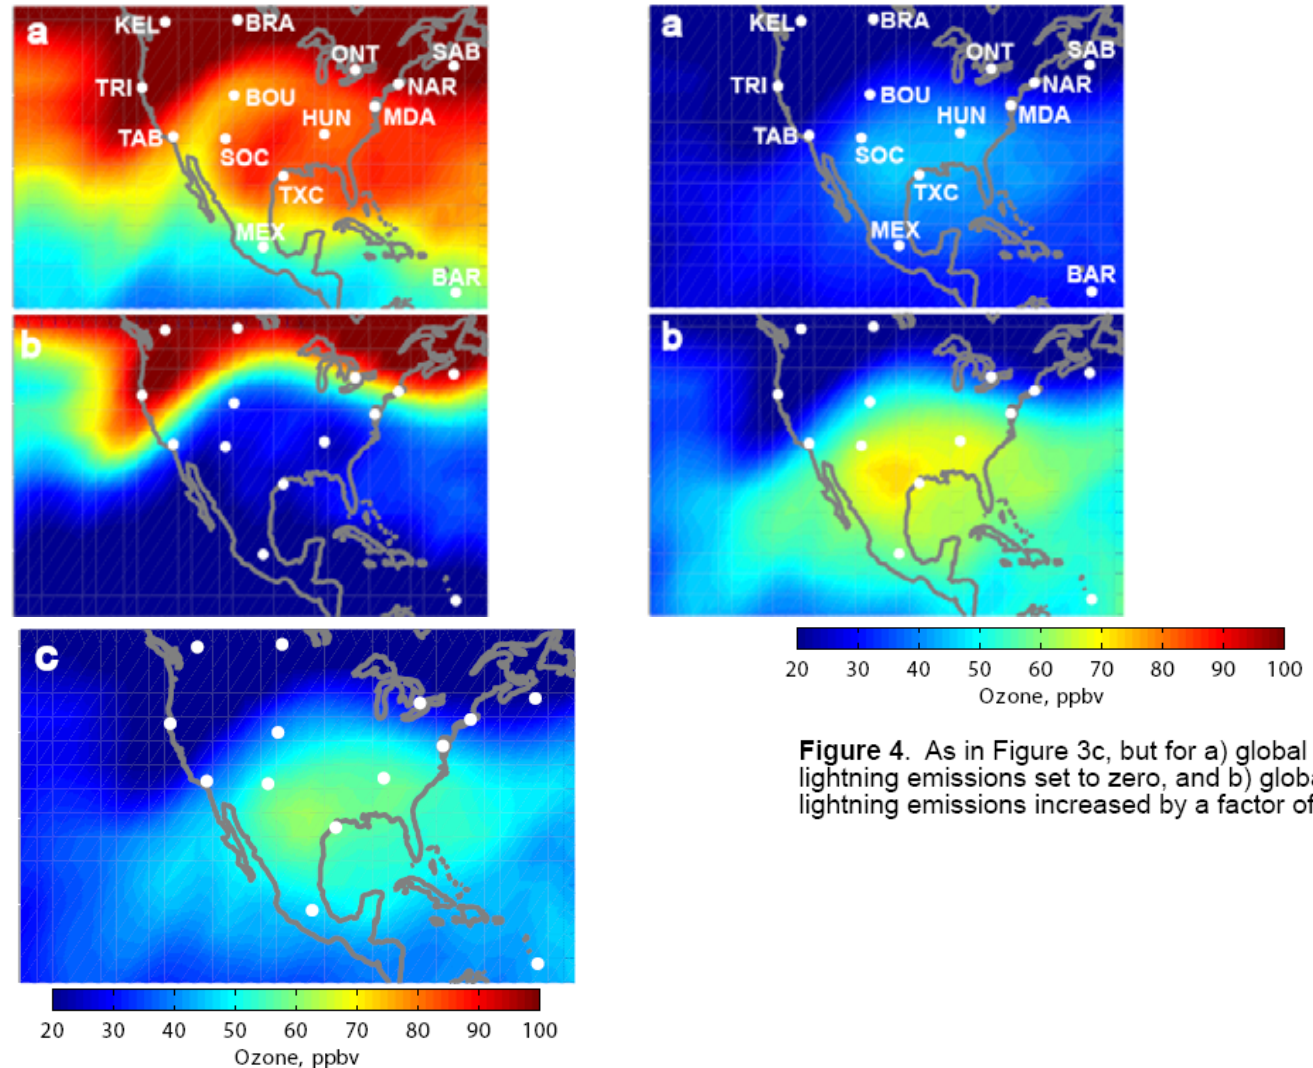 a
KEL
BRA
ONT
SAB
TRI
BOU
NAR
HUN
MDA
TAB
SOC
TXC
MEX
BAR
b
c
20 30 40 50 60 70 80 90 100
Ozone, ppbv
a
KEL
BRA
ONT
SAB
TRI
BOU
NAR
HUN
MDA
TAB
SOC
TXC
MEX
BAR
b
20 30 40 50 60 70 80 90 100
Ozone, ppbv
Figure 4. As in Figure 3c, but for a) global
lightning emissions set to zero, and b) globa
lightning emissions increased by a factor of